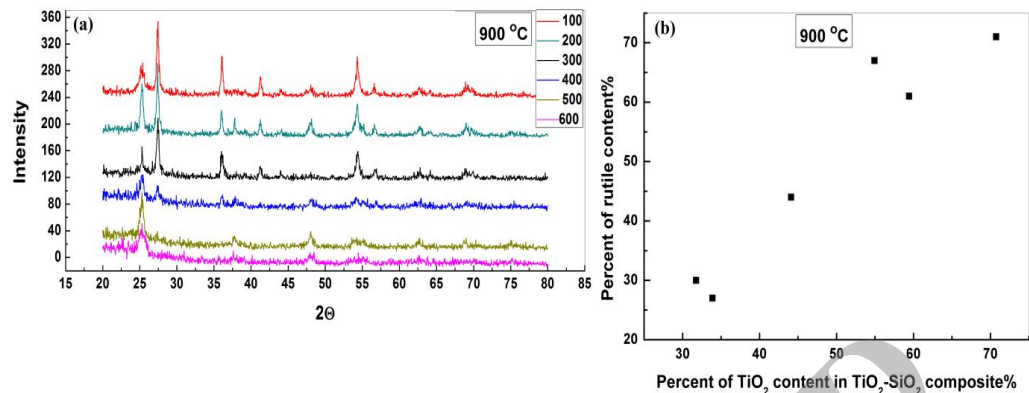 (a)
900 °C
100
200
300
400
500
600
Intensity
360
320
280
240
200
160
120
80
40
0
15 20 25 30 35 40 45 50 55 60 65 70 75 80 85
2Θ
(b)
900 °C
Percent of rutile content%
70
60
50
40
30
20
30 40 50 60 70
Percent of TiO2 content in TiO2-SiO2 composite%